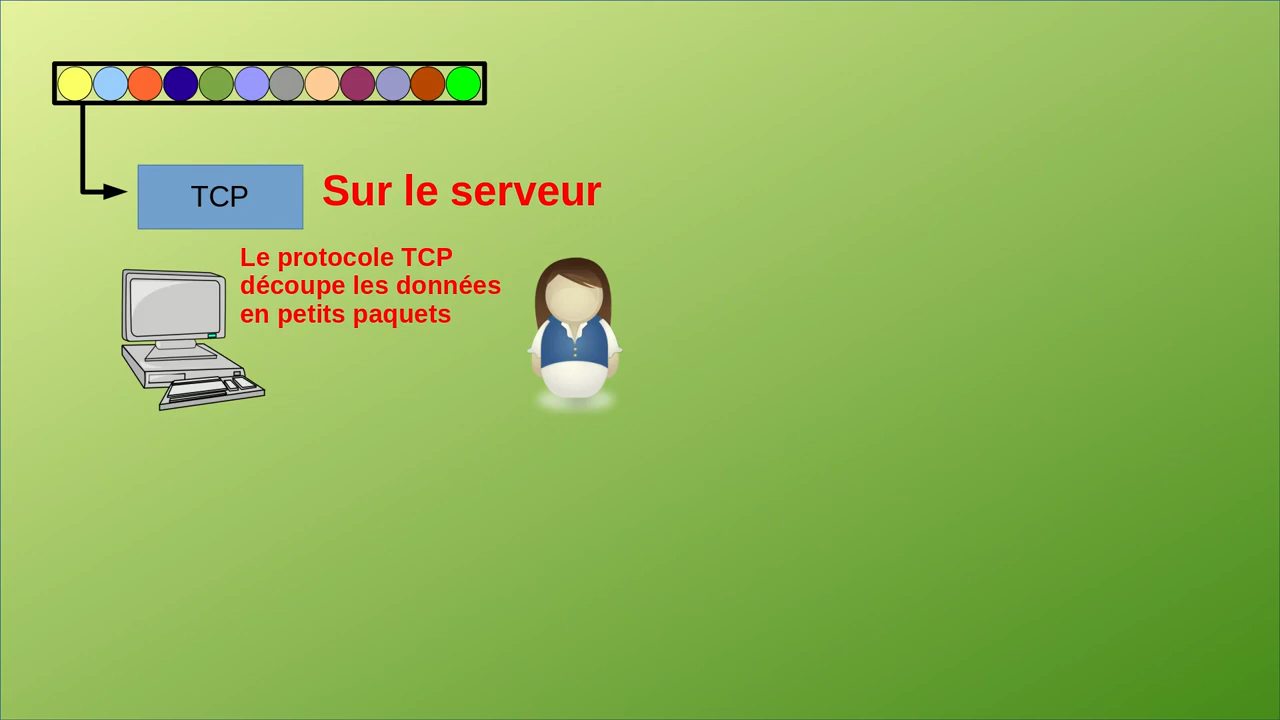 TCP
Sur le serveur
Le protocole TCP
découpe les données
en petits paquets